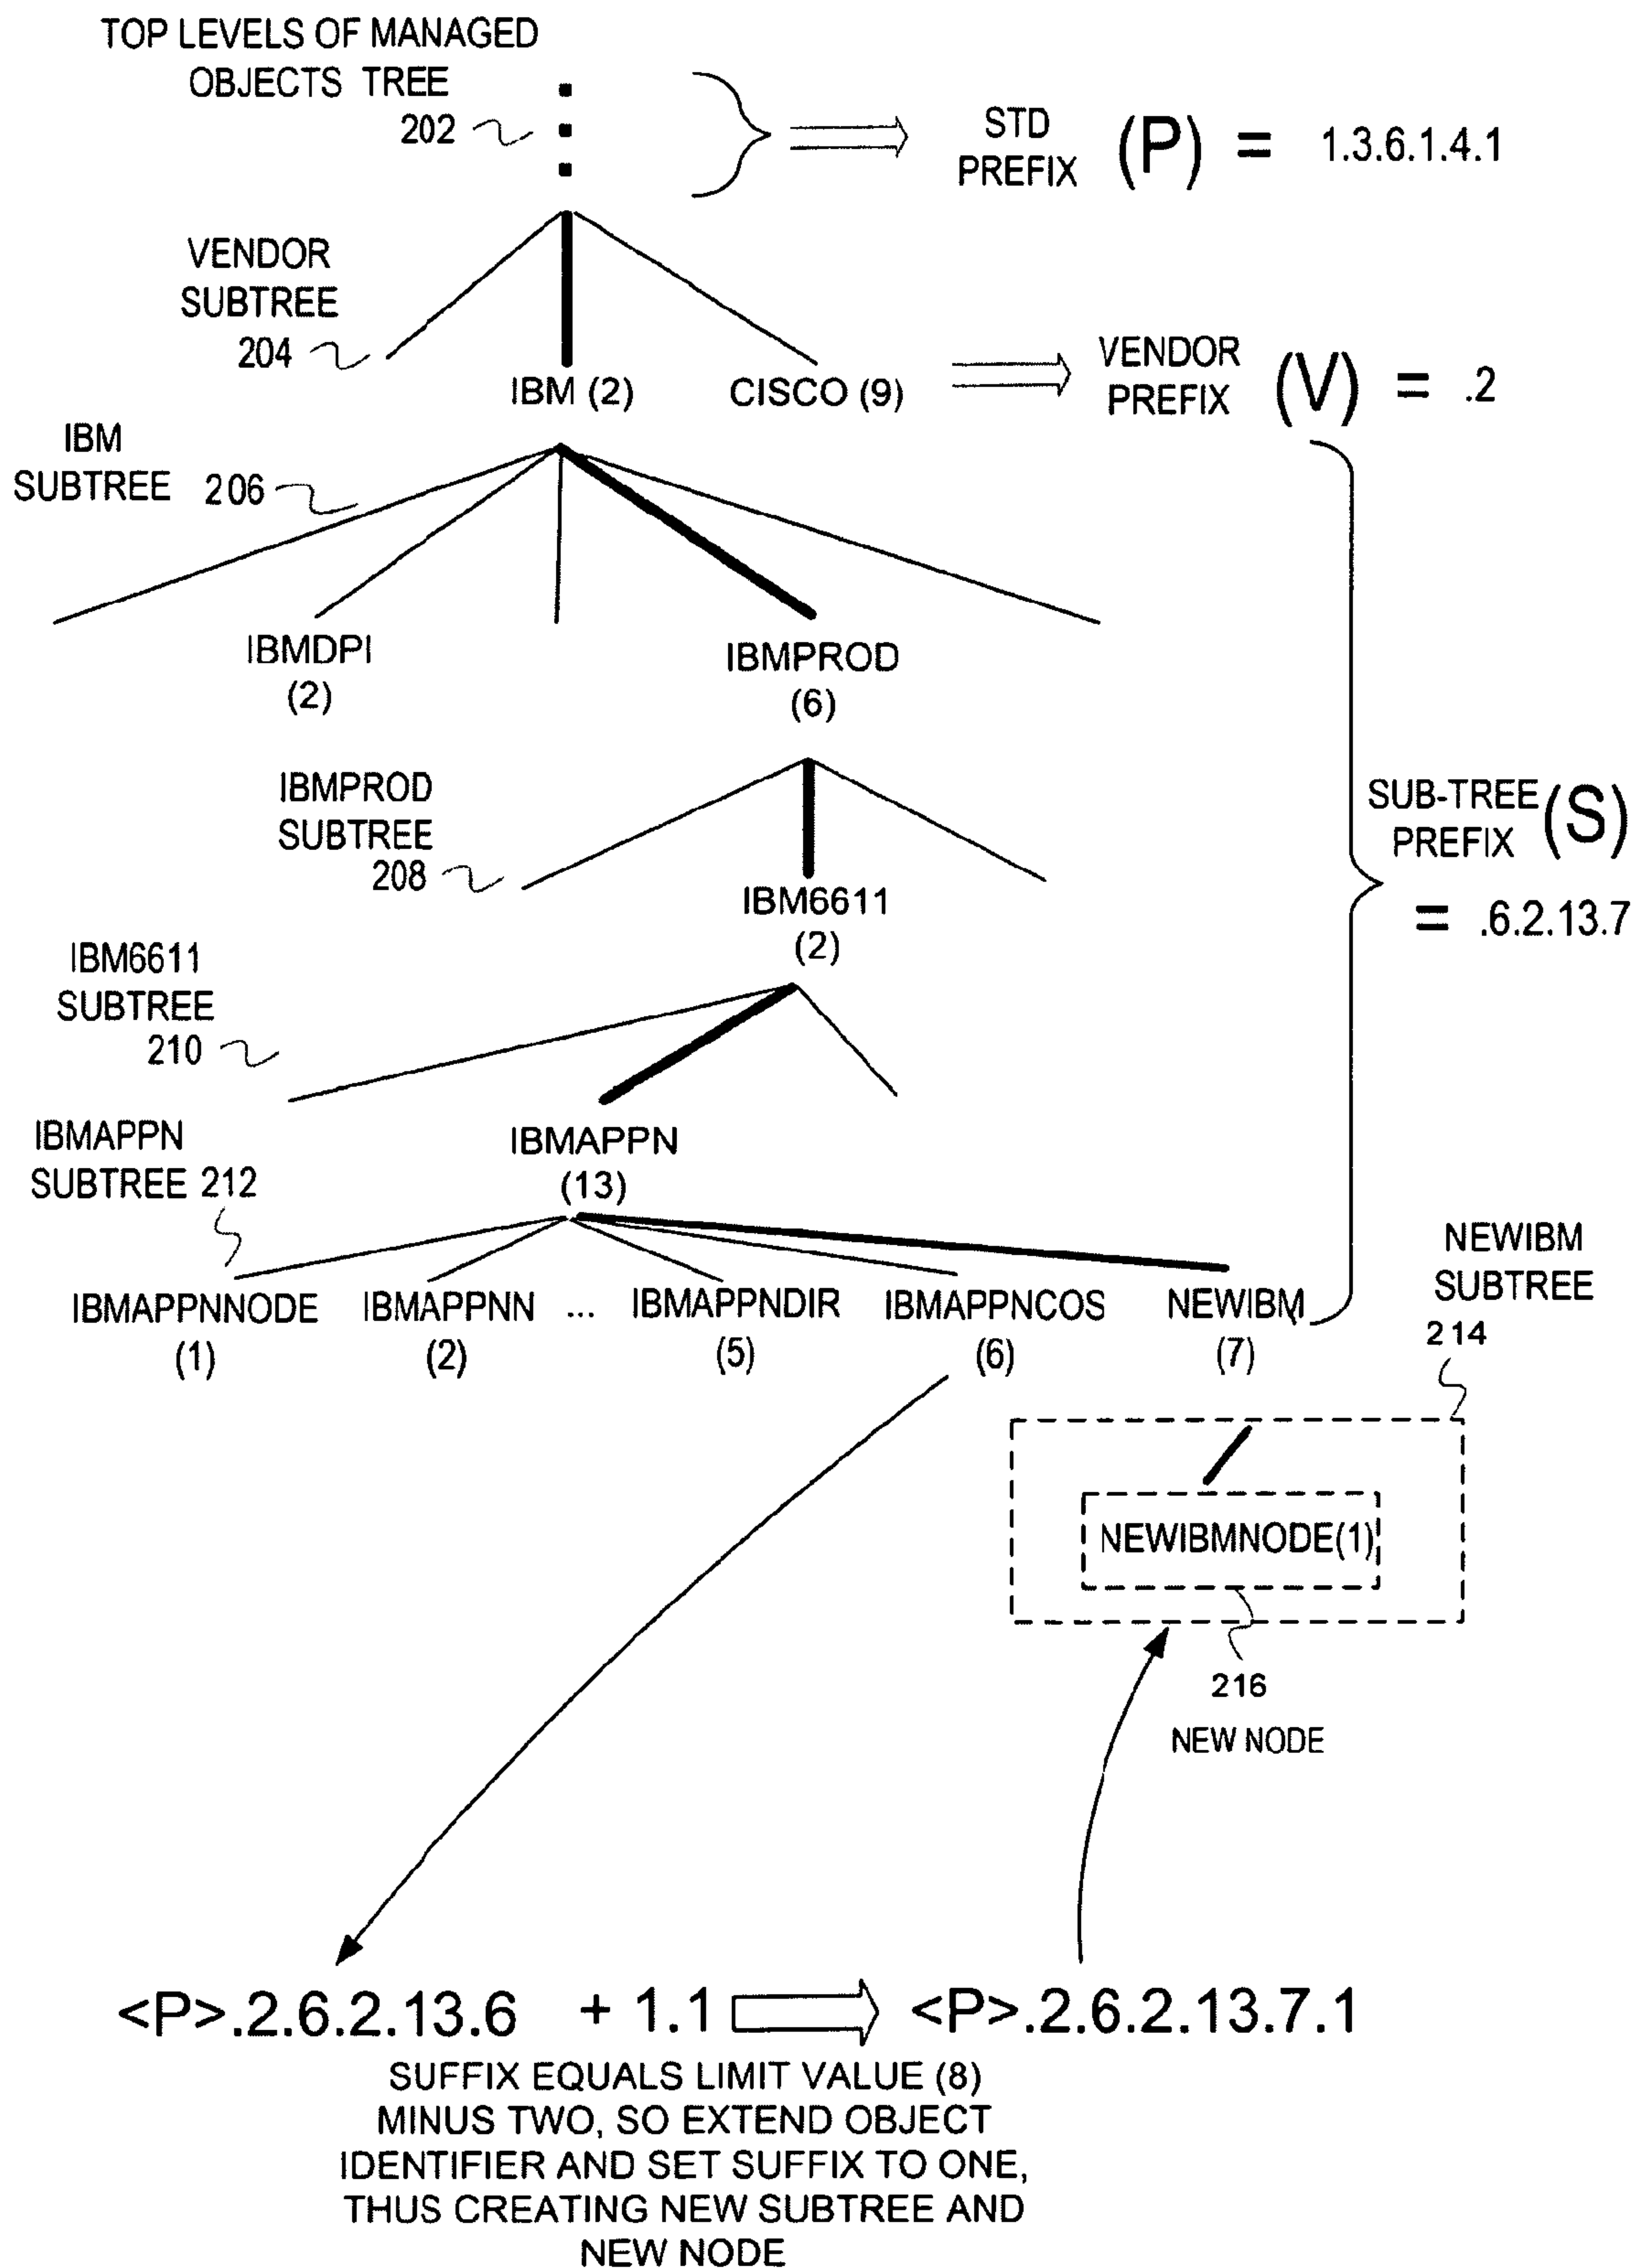 TOP LEVELS OF MANAGED
OBJECTS TREE
202
STD
PREFIX (P) = 1.3.6.1.4.1
VENDOR
SUBTREE
204
IBM (2)
CISCO (9)
VENDOR
PREFIX (V) = .2
IBM
SUBTREE 206
IBMDPI
(2)
IBMPROD
(6)
IBMPROD
SUBTREE
208
IBM6611
(2)
SUB-TREE
PREFIX (S)
= .6.2.13.7
IBM6611
SUBTREE
210
IBMAPPN
(13)
IBMAPPN
SUBTREE 212
IBMAPPNNODE
(1)
IBMAPPNN
(2)
...
IBMAPPNDIR
(5)
IBMAPPNCOS
(6)
NEWIBM
(7)
NEWIBM
SUBTREE
214
NEWIBMNODE(1)
216
NEW NODE
<P>.2.6.2.13.6 + 1.1 <P>.2.6.2.13.7.1
SUFFIX EQUALS LIMIT VALUE (8)
MINUS TWO, SO EXTEND OBJECT
IDENTIFIER AND SET SUFFIX TO ONE,
THUS CREATING NEW SUBTREE AND
NEW NODE